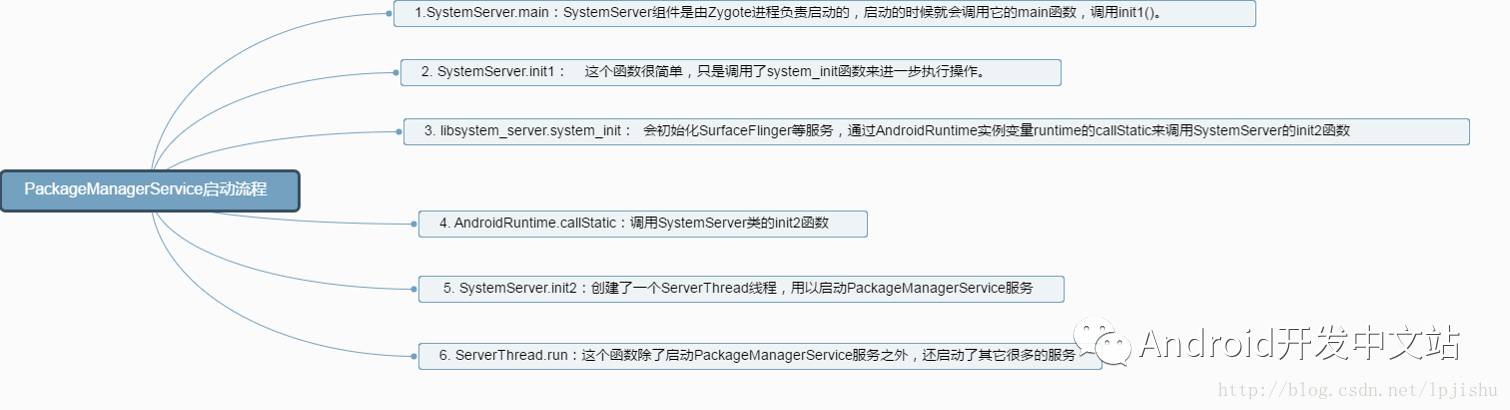 1.SystemServer.main：SystemServer组件是由Zygote进程负责启动的，启动的时候就会调用它的main函数，调用init1()。
2. SystemServer.init1： 这个函数很简单，只是调用了system_init函数来进一步执行操作。
3. libsystem_server.system_init： 会初始化SurfaceFlinger等服务，通过AndroidRuntime实例变量runtime的callStatic来调用SystemServer的init2函数
PackageManagerService启动流程
4. AndroidRuntime.callStatic：调用SystemServer类的init2函数
5. SystemServer.init2：创建了一个ServerThread线程，用以启动PackageManagerService服务
6. ServerThread.run：这个函数除了启动PackageManagerService服务之外，还启动了其它很多的服务
Android开发中文站
http://blog.csdn.net/lpjishu